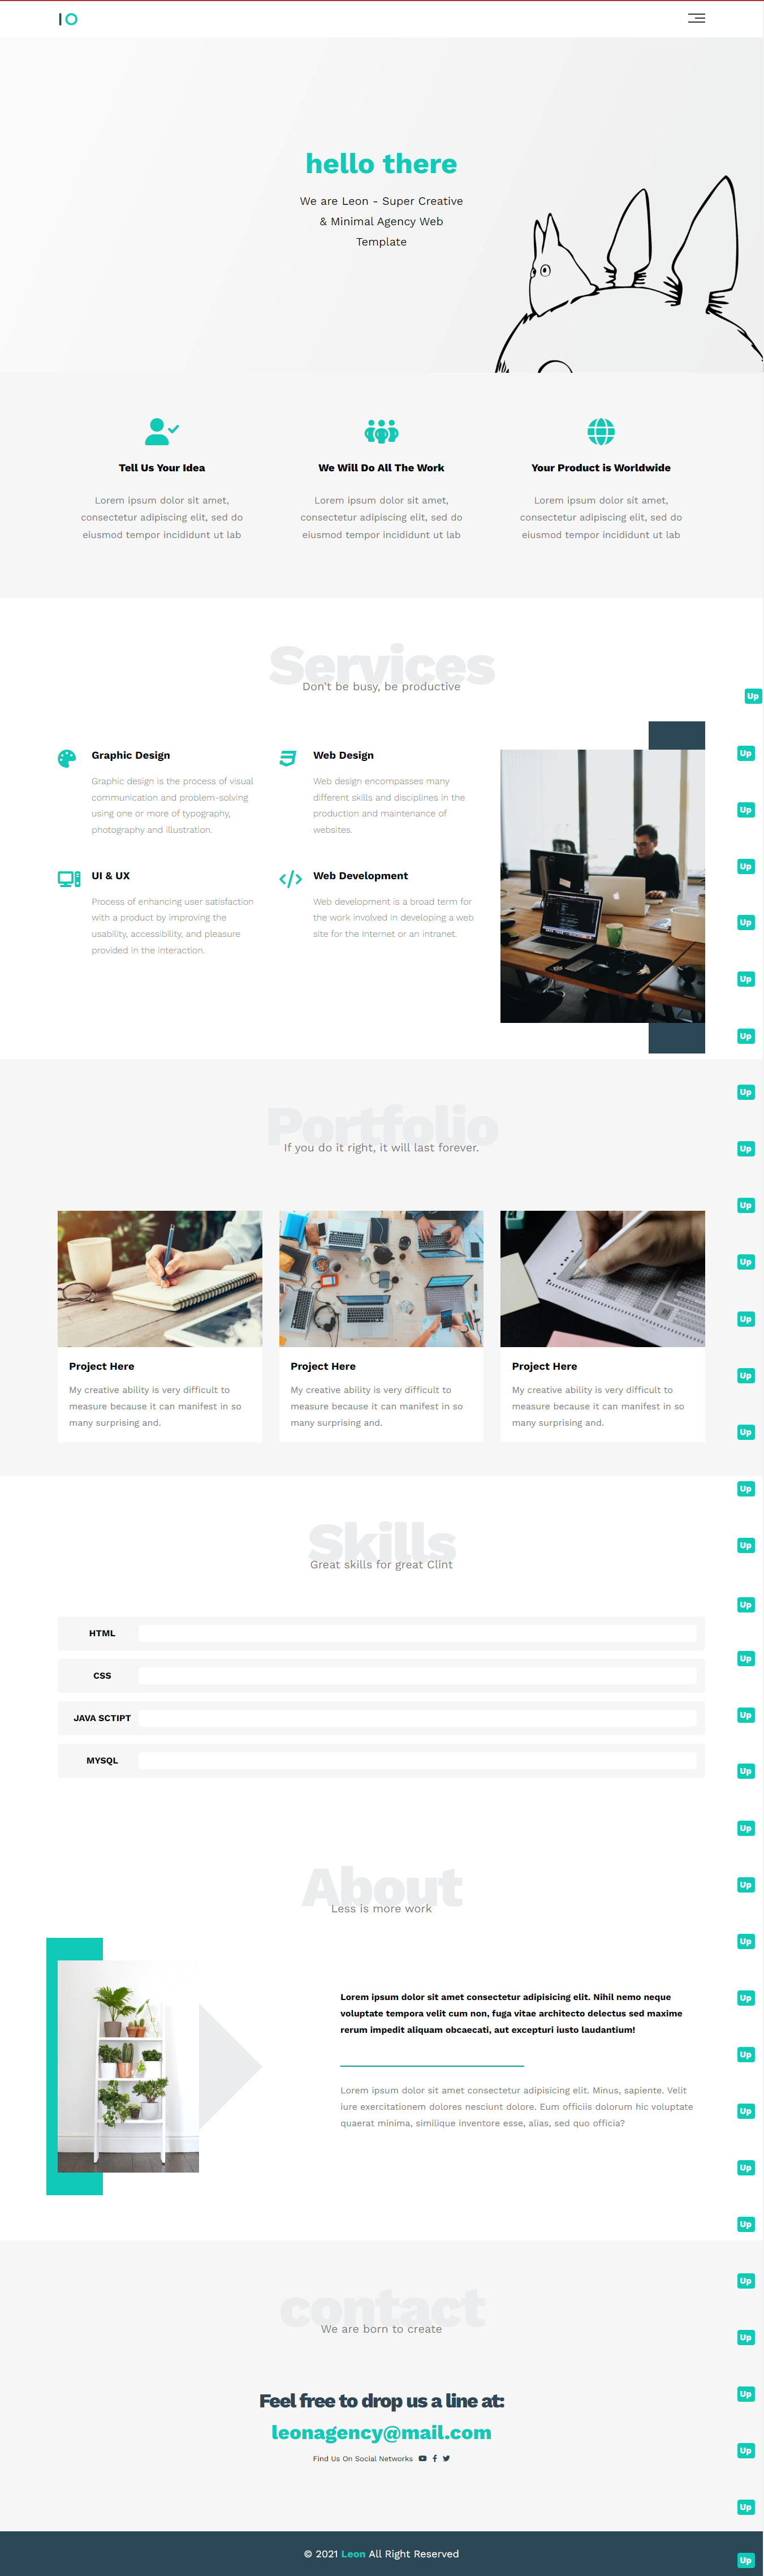 IO
hello there
We are Leon - Super Creative
& Minimal Agency Web
Template
Tell Us Your Idea
Lorem ipsum dolor sit amet,
consectetur adipiscing elit, sed do
eiusmod tempor incididunt ut lab
We Will Do All The Work
Lorem ipsum dolor sit amet,
consectetur adipiscing elit, sed do
eiusmod tempor incididunt ut lab
Your Product is Worldwide
Lorem ipsum dolor sit amet,
consectetur adipiscing elit, sed do
eiusmod tempor incididunt ut lab
Services
Don't be busy, be productive
Up
Graphic Design
Graphic design is the process of visual
communication and problem-solving
using one or more of typography,
photography and illustration.
Web Design
Web design encompasses many
different skills and disciplines in the
production and maintenance of
websites.
UI & UX
Process of enhancing user satisfaction
with a product by improving the
usability, accessibility, and pleasure
provided in the interaction.
Web Development
Web development is a broad term for
the work involved in developing a web
site for the Internet or an intranet.
Up
Up
Up
Up
Up
Up
Portfolio
If you do it right, it will last forever.
Up
Up
Up
Up
Up
Up
Up
Project Here
My creative ability is very difficult to
measure because it can manifest in so
many surprising and.
Project Here
My creative ability is very difficult to
measure because it can manifest in so
many surprising and.
Project Here
My creative ability is very difficult to
measure because it can manifest in so
many surprising and.
Skills
Great skills for great Clint
Up
Up
Up
Up
Up
Up
HTML
CSS
JAVA SCTIPT
MYSQL
Up
About
Less is more work
Up
Up
Up
Up
Up
Up
Up
Lorem ipsum dolor sit amet consectetur adipisicing elit. Nihil nemo neque
voluptate tempora velit cum non, fuga vitae architecto delectus sed maxime
rerum impedit aliquam obcaecati, aut excepturi iusto laudantium!
Lorem ipsum dolor sit amet consectetur adipisicing elit. Minus, sapiente. Velit
iure exercitationem dolores nesciunt dolore. Eum officiis dolorum hic voluptate
quaerat minima, similique inventore esse, alias, sed quo officia?
contact
We are born to create
Up
Up
Up
Up
Up
Feel free to drop us a line at:
leonagency@mail.com
Find Us On Social Networks
© 2021 Leon All Right Reserved
Up